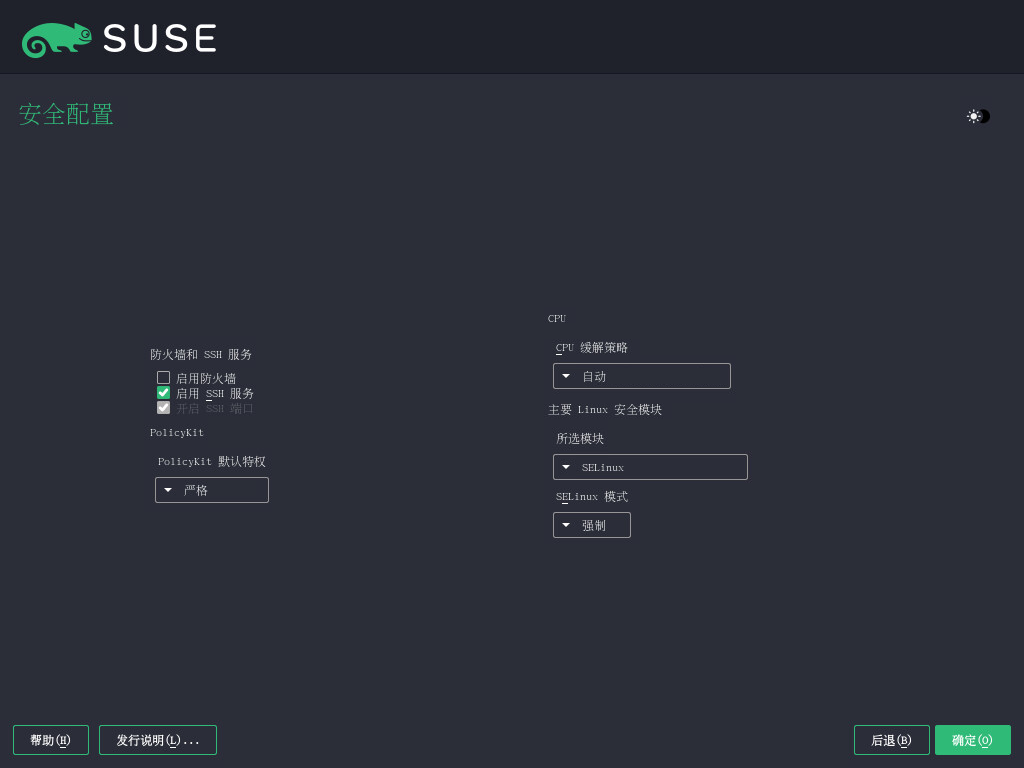 SUSE
安全配置
防火墙和 SSH 服务
启用防火墙
启用 SSH 服务
开启 SSH 端口
PolicyKit
PolicyKit 默认特权
严格
CPU
CPU 缓解策略
自动
主要 Linux 安全模块
所选模块
SELinux
SELinux 模式
强制
帮助(H)
发行说明(L)...
后退(B)
确定(O)